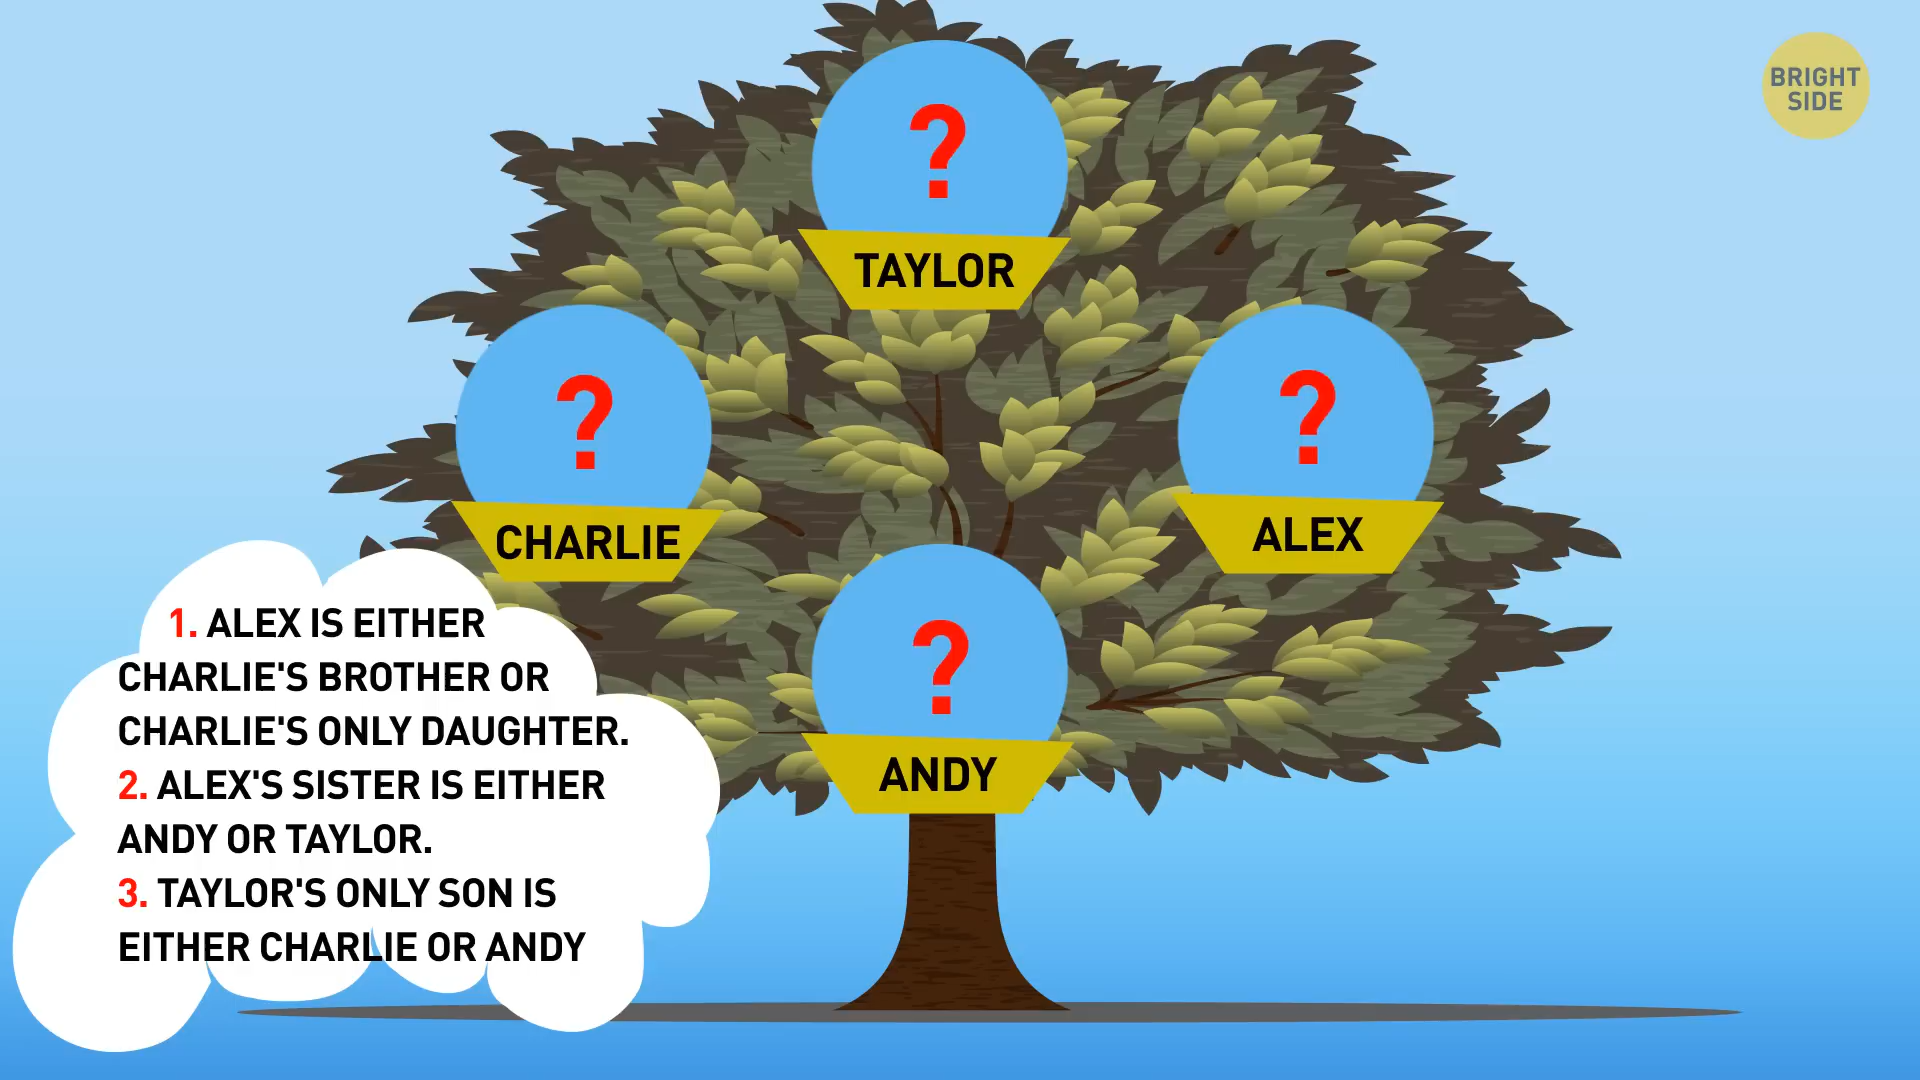 BRIGHT
SIDE
?
TAYLOR
?
?
CHARLIE
ALEX
?
ANDY
1. ALEX IS EITHER
CHARLIE'S BROTHER OR
CHARLIE'S ONLY DAUGHTER.
2. ALEX'S SISTER IS EITHER
ANDY OR TAYLOR.
3. TAYLOR'S ONLY SON IS
EITHER CHARLIE OR ANDY